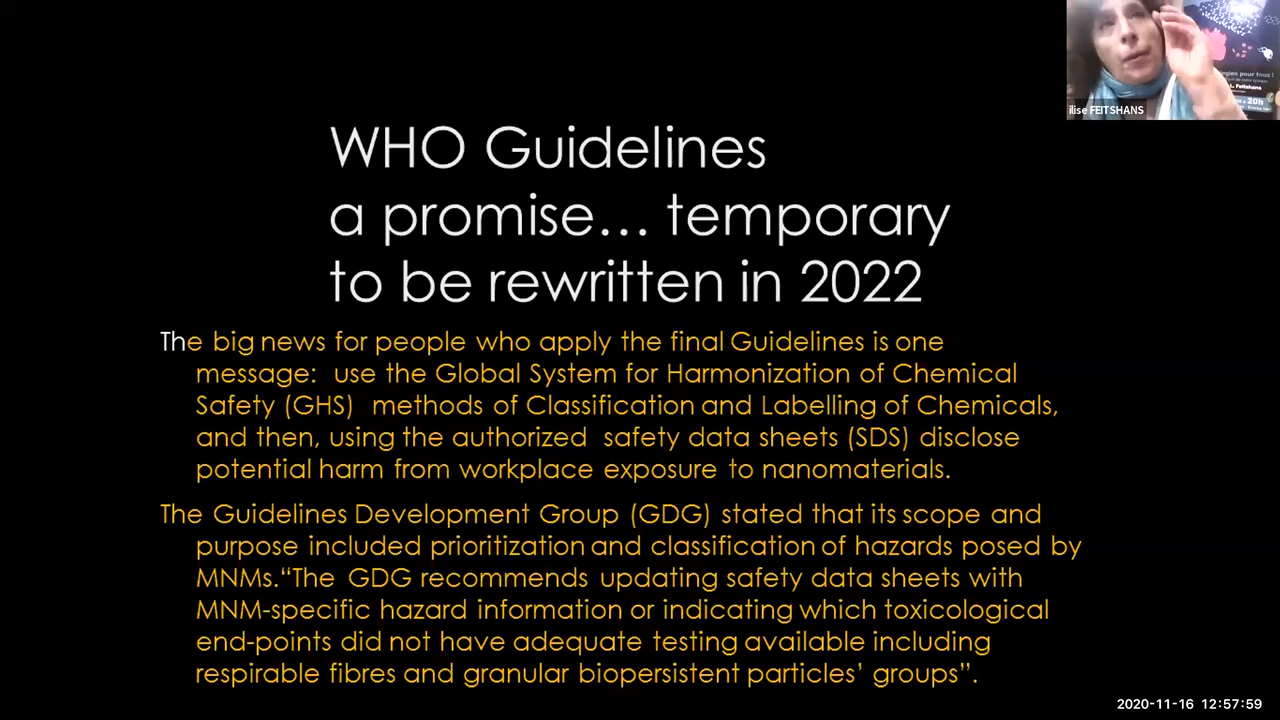 ilise FEITSHANS
gies pour tous !
L. Feitshans
20h
WHO Guidelines
a promise… temporary
to be rewritten in 2022
The big news for people who apply the final Guidelines is one
message:  use the Global System for Harmonization of Chemical
Safety (GHS)  methods of Classification and Labelling of Chemicals,
and then, using the authorized  safety data sheets (SDS) disclose
potential harm from workplace exposure to nanomaterials.
The Guidelines Development Group (GDG) stated that its scope and
purpose included prioritization and classification of hazards posed by
MNMs.“The  GDG recommends updating safety data sheets with
MNM-specific hazard information or indicating which toxicological
end-points did not have adequate testing available including
respirable fibres and granular biopersistent particles’ groups”.
2020-11-16 12:57:59